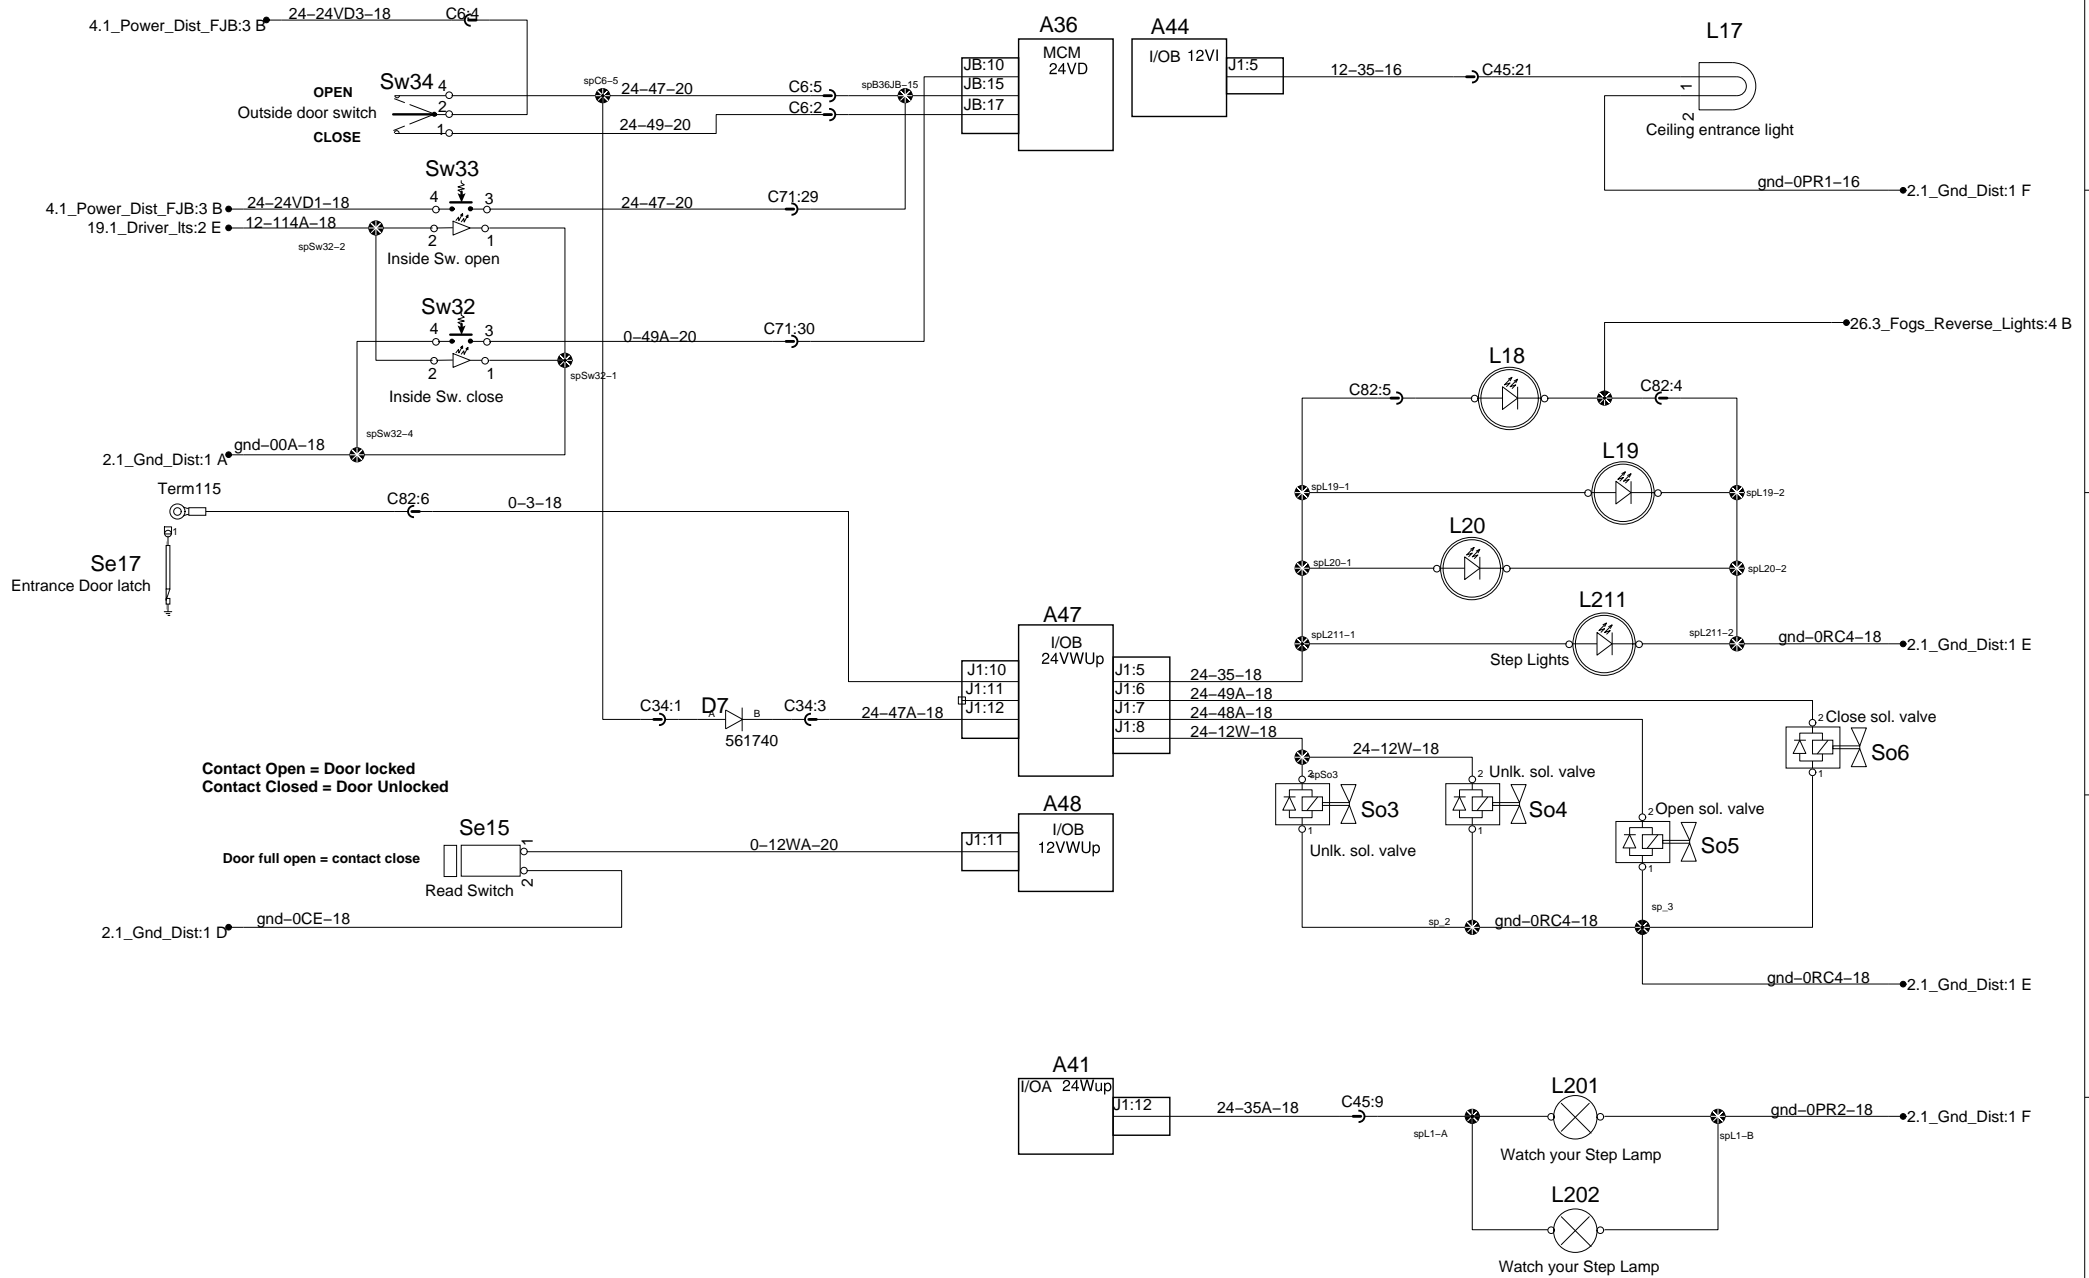 4.1_Power_Dist_FJB:3 B
24-24VD3-18
C6:4
Sw34
OPEN
Outside door switch
CLOSE
4
2
1
spC6-5
24-47-20
C6:5
spB36JB-15
24-49-20
C6:2
A36
MCM
24VD
JB:10
JB:15
JB:17
A44
I/OB 12VI
J1:5
12-35-16
C45:21
L17
1
2
Ceiling entrance light
gnd-0PR1-16
2.1_Gnd_Dist:1 F
Sw33
4.1_Power_Dist_FJB:3 B
24-24VD1-18
4
3
24-47-20
C71:29
19.1_Driver_lts:2 E
12-114A-18
spSw32-2
2
1
Inside Sw. open
Sw32
4
3
0-49A-20
C71:30
2
1
spSw32-1
Inside Sw. close
spSw32-4
2.1_Gnd_Dist:1 A
gnd-00A-18
26.3_Fogs_Reverse_Lights:4 B
L18
C82:5
C82:4
L19
spL19-1
spL19-2
L20
spL20-1
spL20-2
L211
spL211-1
spL211-2
gnd-0RC4-18
2.1_Gnd_Dist:1 E
Step Lights
Term115
C82:6
0-3-18
1
Se17
Entrance Door latch
A47
I/OB
24VWUp
J1:10
J1:11
J1:12
J1:5
J1:6
J1:7
J1:8
24-35-18
24-49A-18
24-48A-18
24-12W-18
24-12W-18
C34:1
D7
A
B
561740
C34:3
24-47A-18
2
Close sol. valve
So6
1
2
spSo3
So3
1
Unlk. sol. valve
2
Unlk. sol. valve
So4
1
2
Open sol. valve
So5
1
sp_2
gnd-0RC4-18
sp_3
gnd-0RC4-18
2.1_Gnd_Dist:1 E
Contact Open = Door locked
Contact Closed = Door Unlocked
Se15
Door full open = contact close
Read Switch
1
2
0-12WA-20
A48
I/OB
12VWUp
J1:11
2.1_Gnd_Dist:1 D
gnd-0CE-18
A41
I/OA 24Wup
J1:12
24-35A-18
C45:9
spL1-A
L201
gnd-0PR2-18
2.1_Gnd_Dist:1 F
spL1-B
Watch your Step Lamp
L202
Watch your Step Lamp